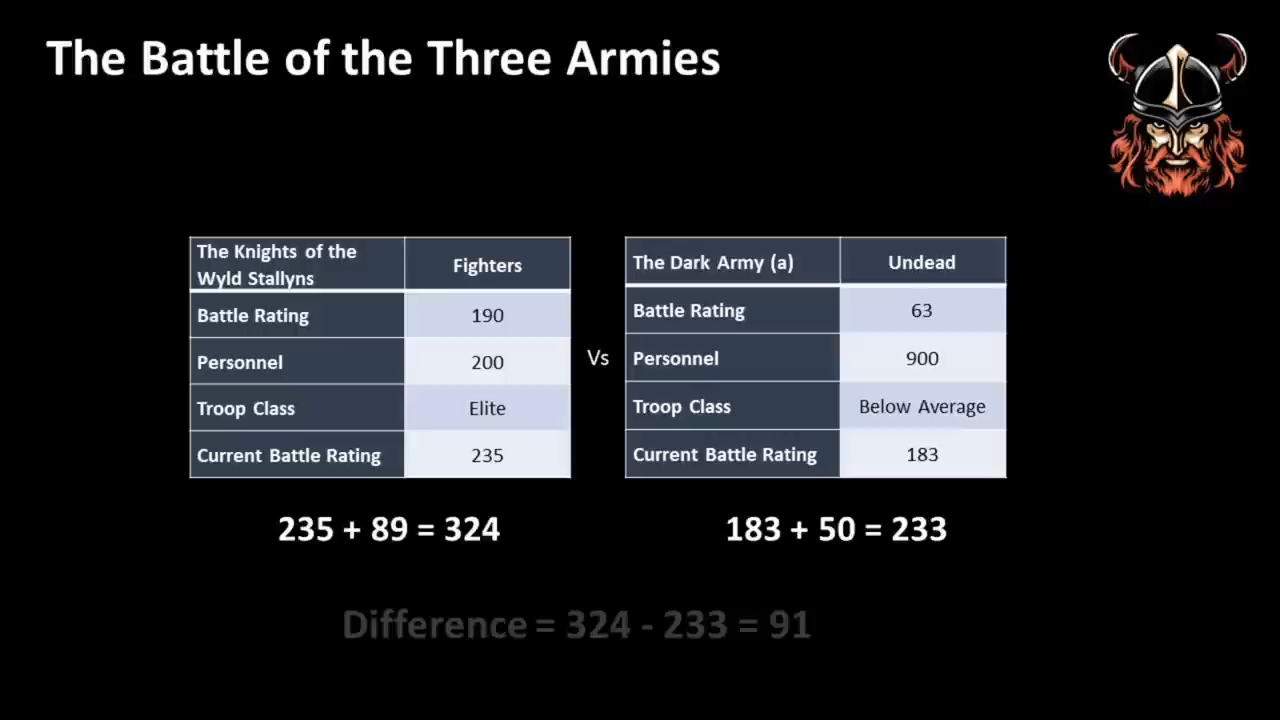 The Battle of the Three Armies
The Knights of the
Wyld Stallyns
Fighters
Battle Rating 190
Personnel 200
Troop Class Elite
Current Battle Rating 235
Vs
The Dark Army (a) Undead
Battle Rating 63
Personnel 900
Troop Class Below Average
Current Battle Rating 183
235 + 89 = 324
183 + 50 = 233
Difference = 324 - 233 = 91